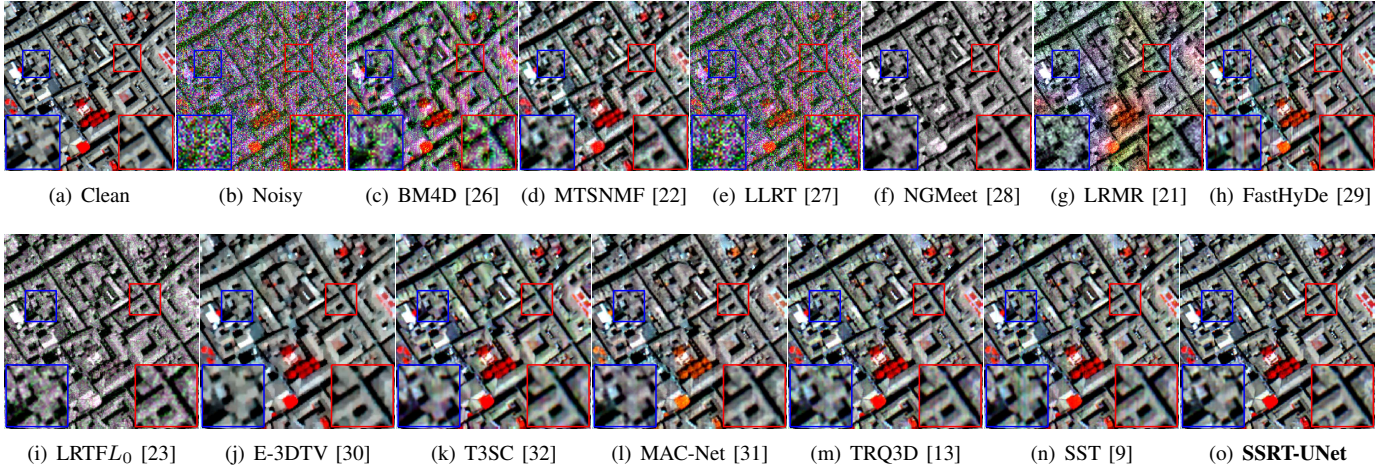 (a) Clean (b) Noisy (c) BM4D [26] (d) MTSNMF [22] (e) LLRT [27] (f) NGMeet [28] (g) LRMR [21] (h) FastHyDe [29]
(i) LRTFL₀ [23] (j) E-3DTV [30] (k) T3SC [32] (l) MAC-Net [31] (m) TRQ3D [13] (n) SST [9] (o) SSRT-UNet